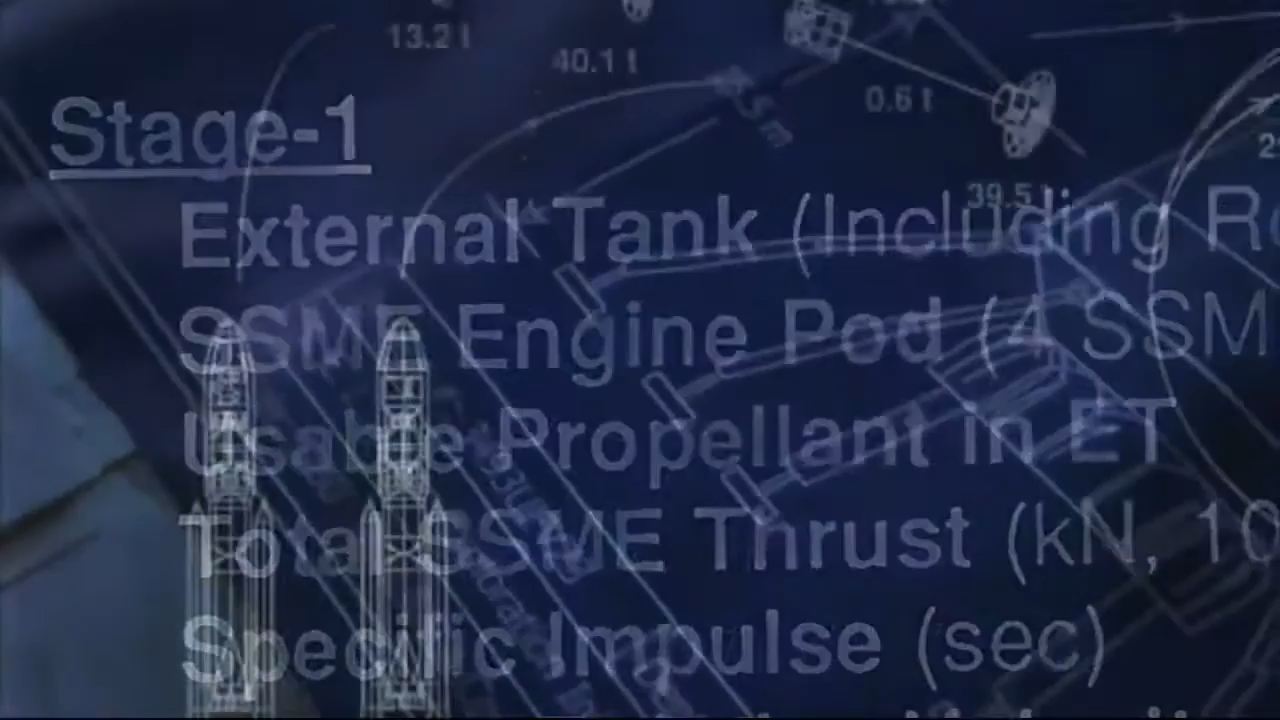 13.2 t
40.1 t
0.6 t
39.5 t
Stage-1
External Tank (Including
SSME Engine Pod (4 SSM
Usable Propellant in ET
Total SSME Thrust (kN, 10
Specific Impulse (sec)